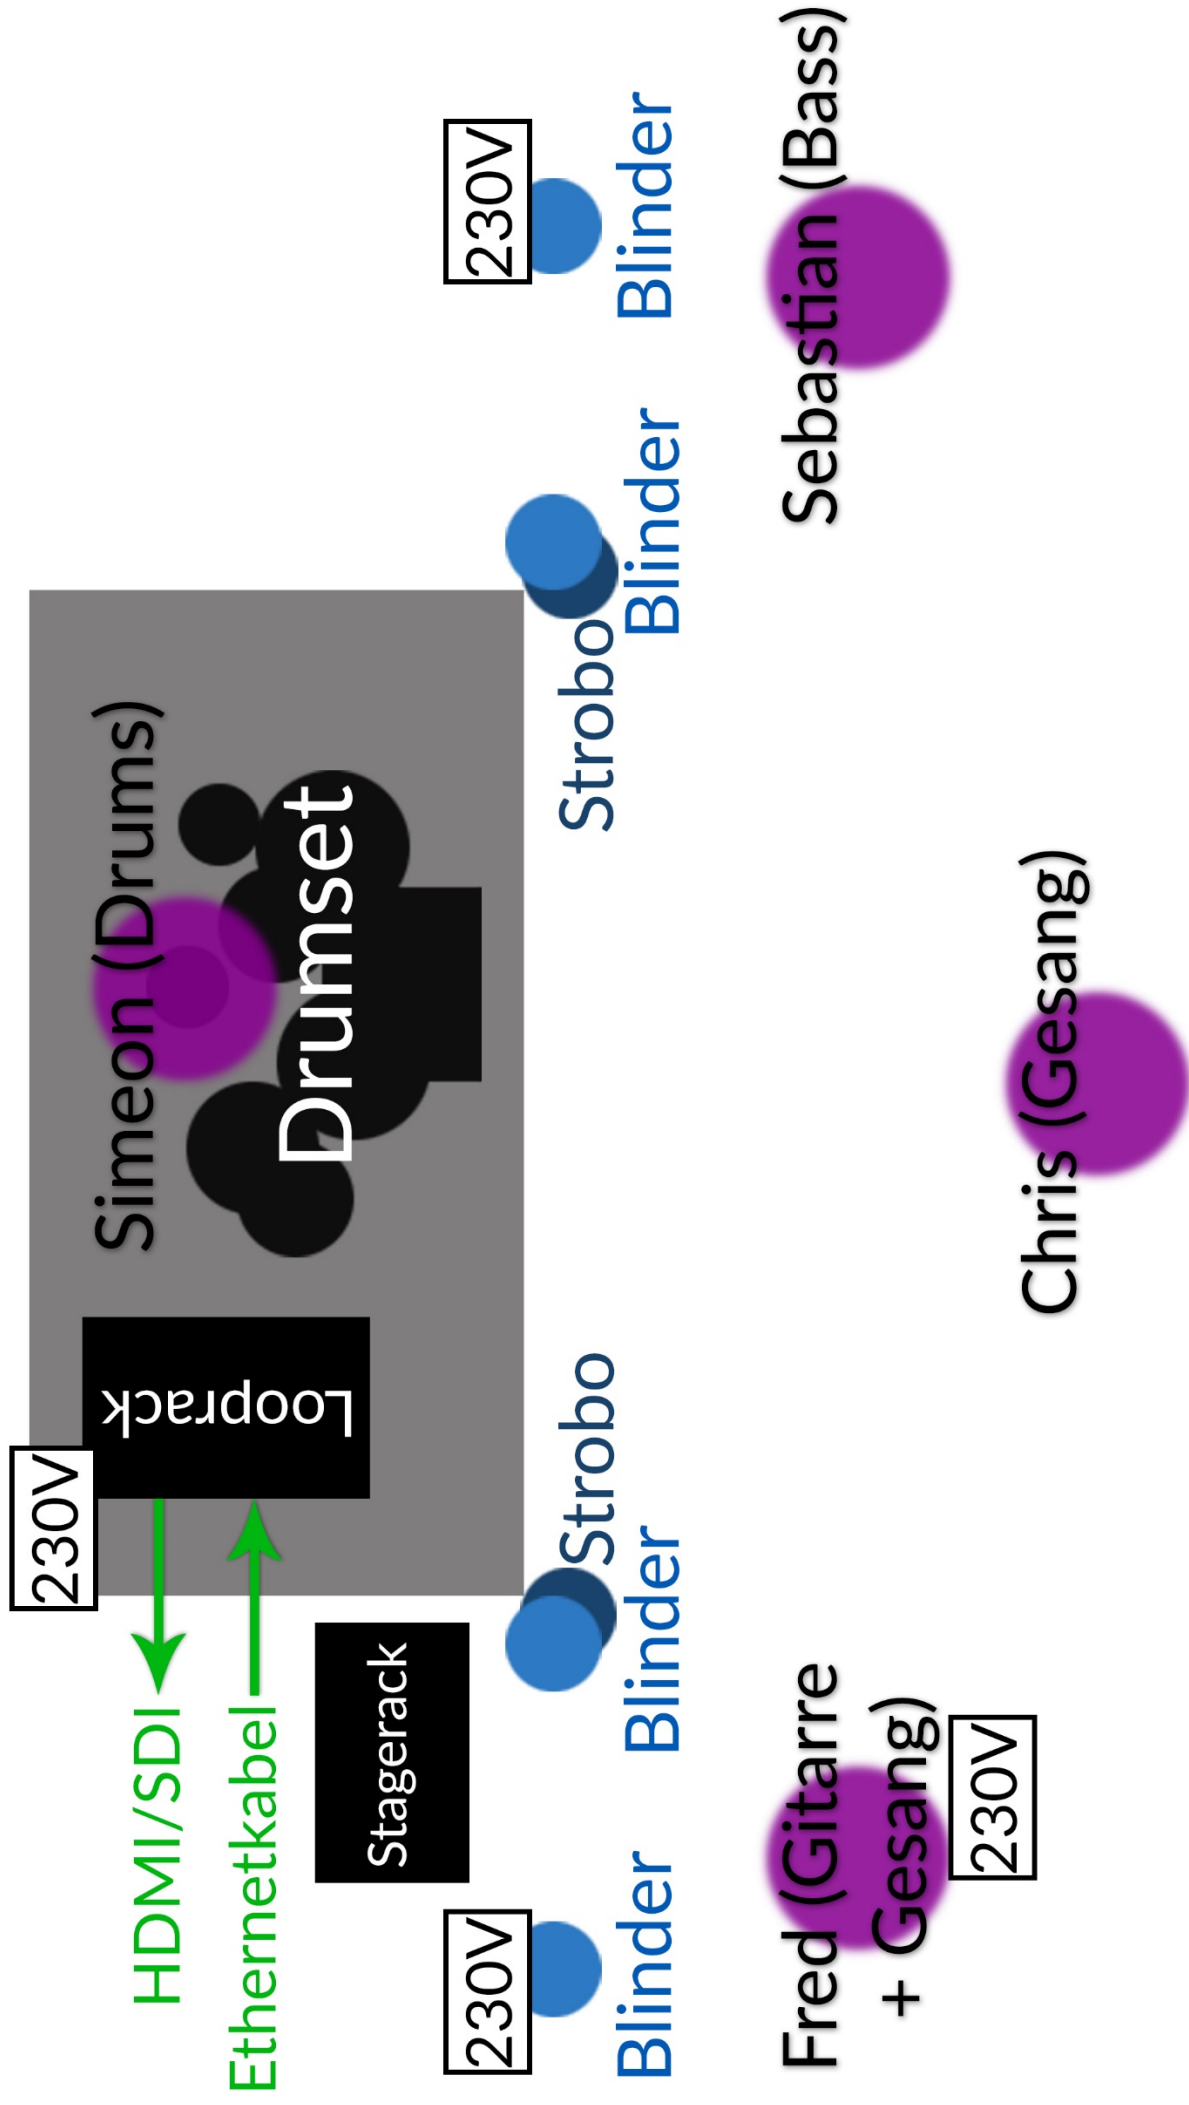 230V
Simeon (Drums)
HDMI/SDI
Looprack
Ethernetkabel
Drumset
Stagerack
230V
230V
Strobo
Strobo
Blinder
Blinder
Blinder
Blinder
Fred (Gitarre
+ Gesang)
Sebastian (Bass)
230V
Chris (Gesang)